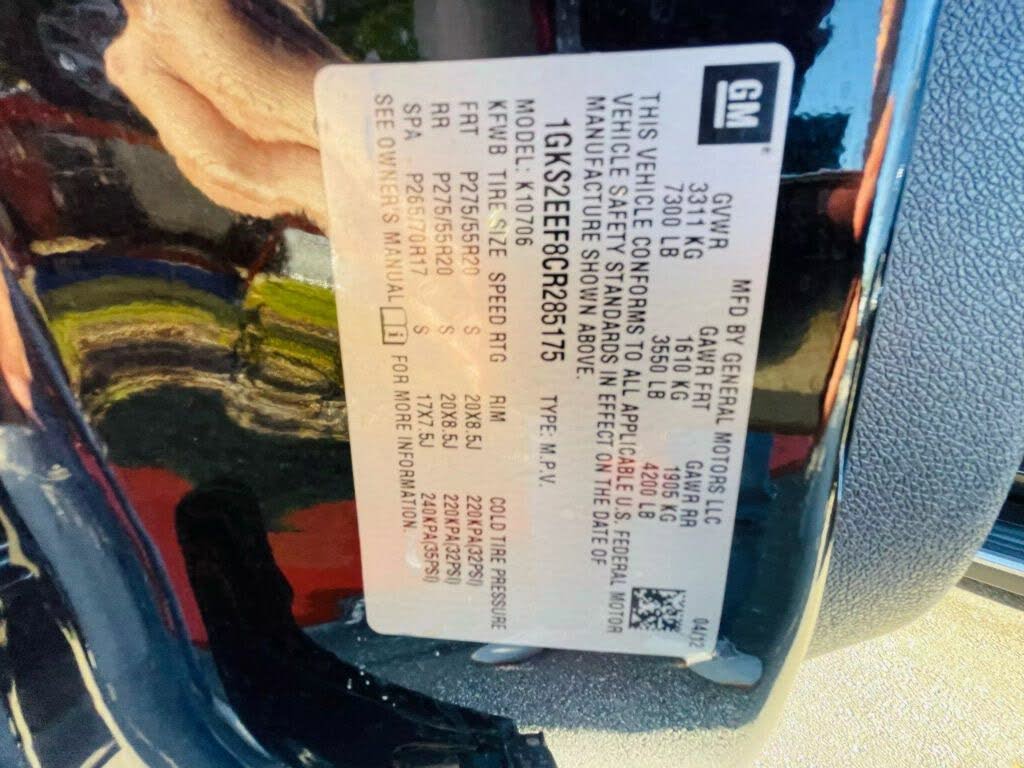 GM
MFD BY GENERAL MOTORS LLC 04/12
GVWR GAWR FRT GAWR RR
3311 KG 1610 KG 1905 KG
7300 LB 3550 LB 4200 LB
THIS VEHICLE CONFORMS TO ALL APPLICABLE U.S. FEDERAL MOTOR
VEHICLE SAFETY STANDARDS IN EFFECT ON THE DATE OF
MANUFACTURE SHOWN ABOVE.
1GKS2EEF8CR285175 TYPE: M.P.V.
MODEL: K10706
KFWB TIRE SIZE SPEED RTG RIM COLD TIRE PRESSURE
FRT P275/55R20 S 20X8.5J 220KPA(32PSI)
RR P275/55R20 S 20X8.5J 220KPA(32PSI)
SPA P265/70R17 S 17X7.5J 240KPA(35PSI)
SEE OWNER'S MANUAL i FOR MORE INFORMATION.